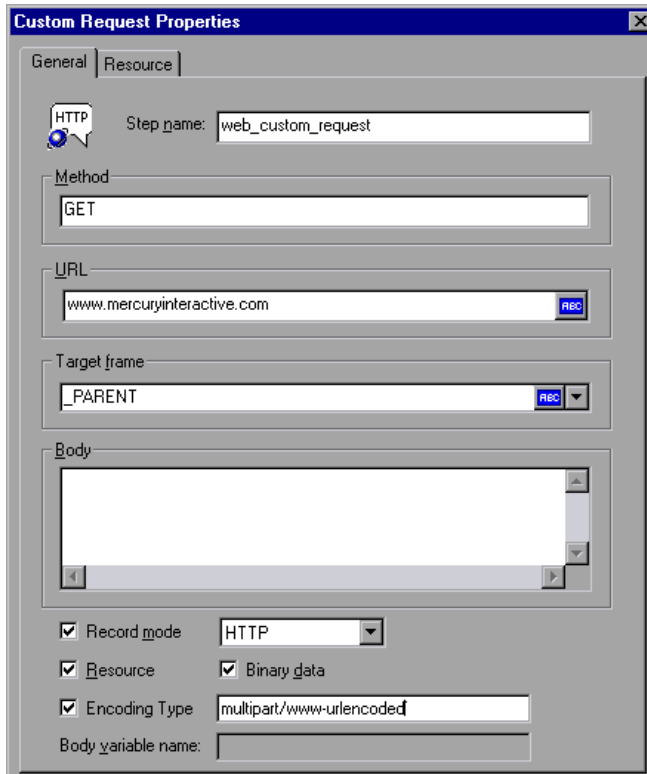 Custom Request Properties
General Resource
HTTP
Step name: web_custom_request
Method
GET
URL
www.mercuryinteractive.com ABC
Target frame
_PARENT ABC
Body
Record mode HTTP
Resource Binary data
Encoding Type multipart/www-urlencoded
Body variable name: